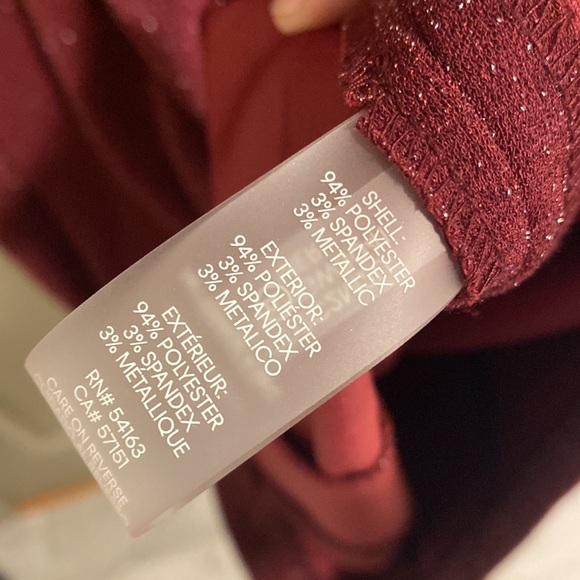 SHELL:
94% POLYESTER
3% SPANDEX
3% METALLIC
EXTERIOR:
94% POLIÉSTER
3% SPANDEX
3% METALICO
EXTÉRIEUR:
94% POLYESTER
3% SPANDEX
3% MÉTALLIQUE
RN# 54163
CA# 57151
CARE ON REVERSE